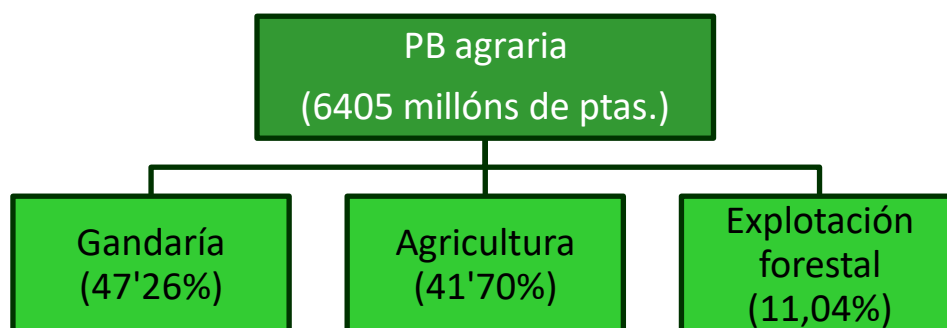 PB agraria
(6405 millóns de ptas.)
Gandaría
(47'26%)
Agricultura
(41'70%)
Explotación
forestal
(11,04%)